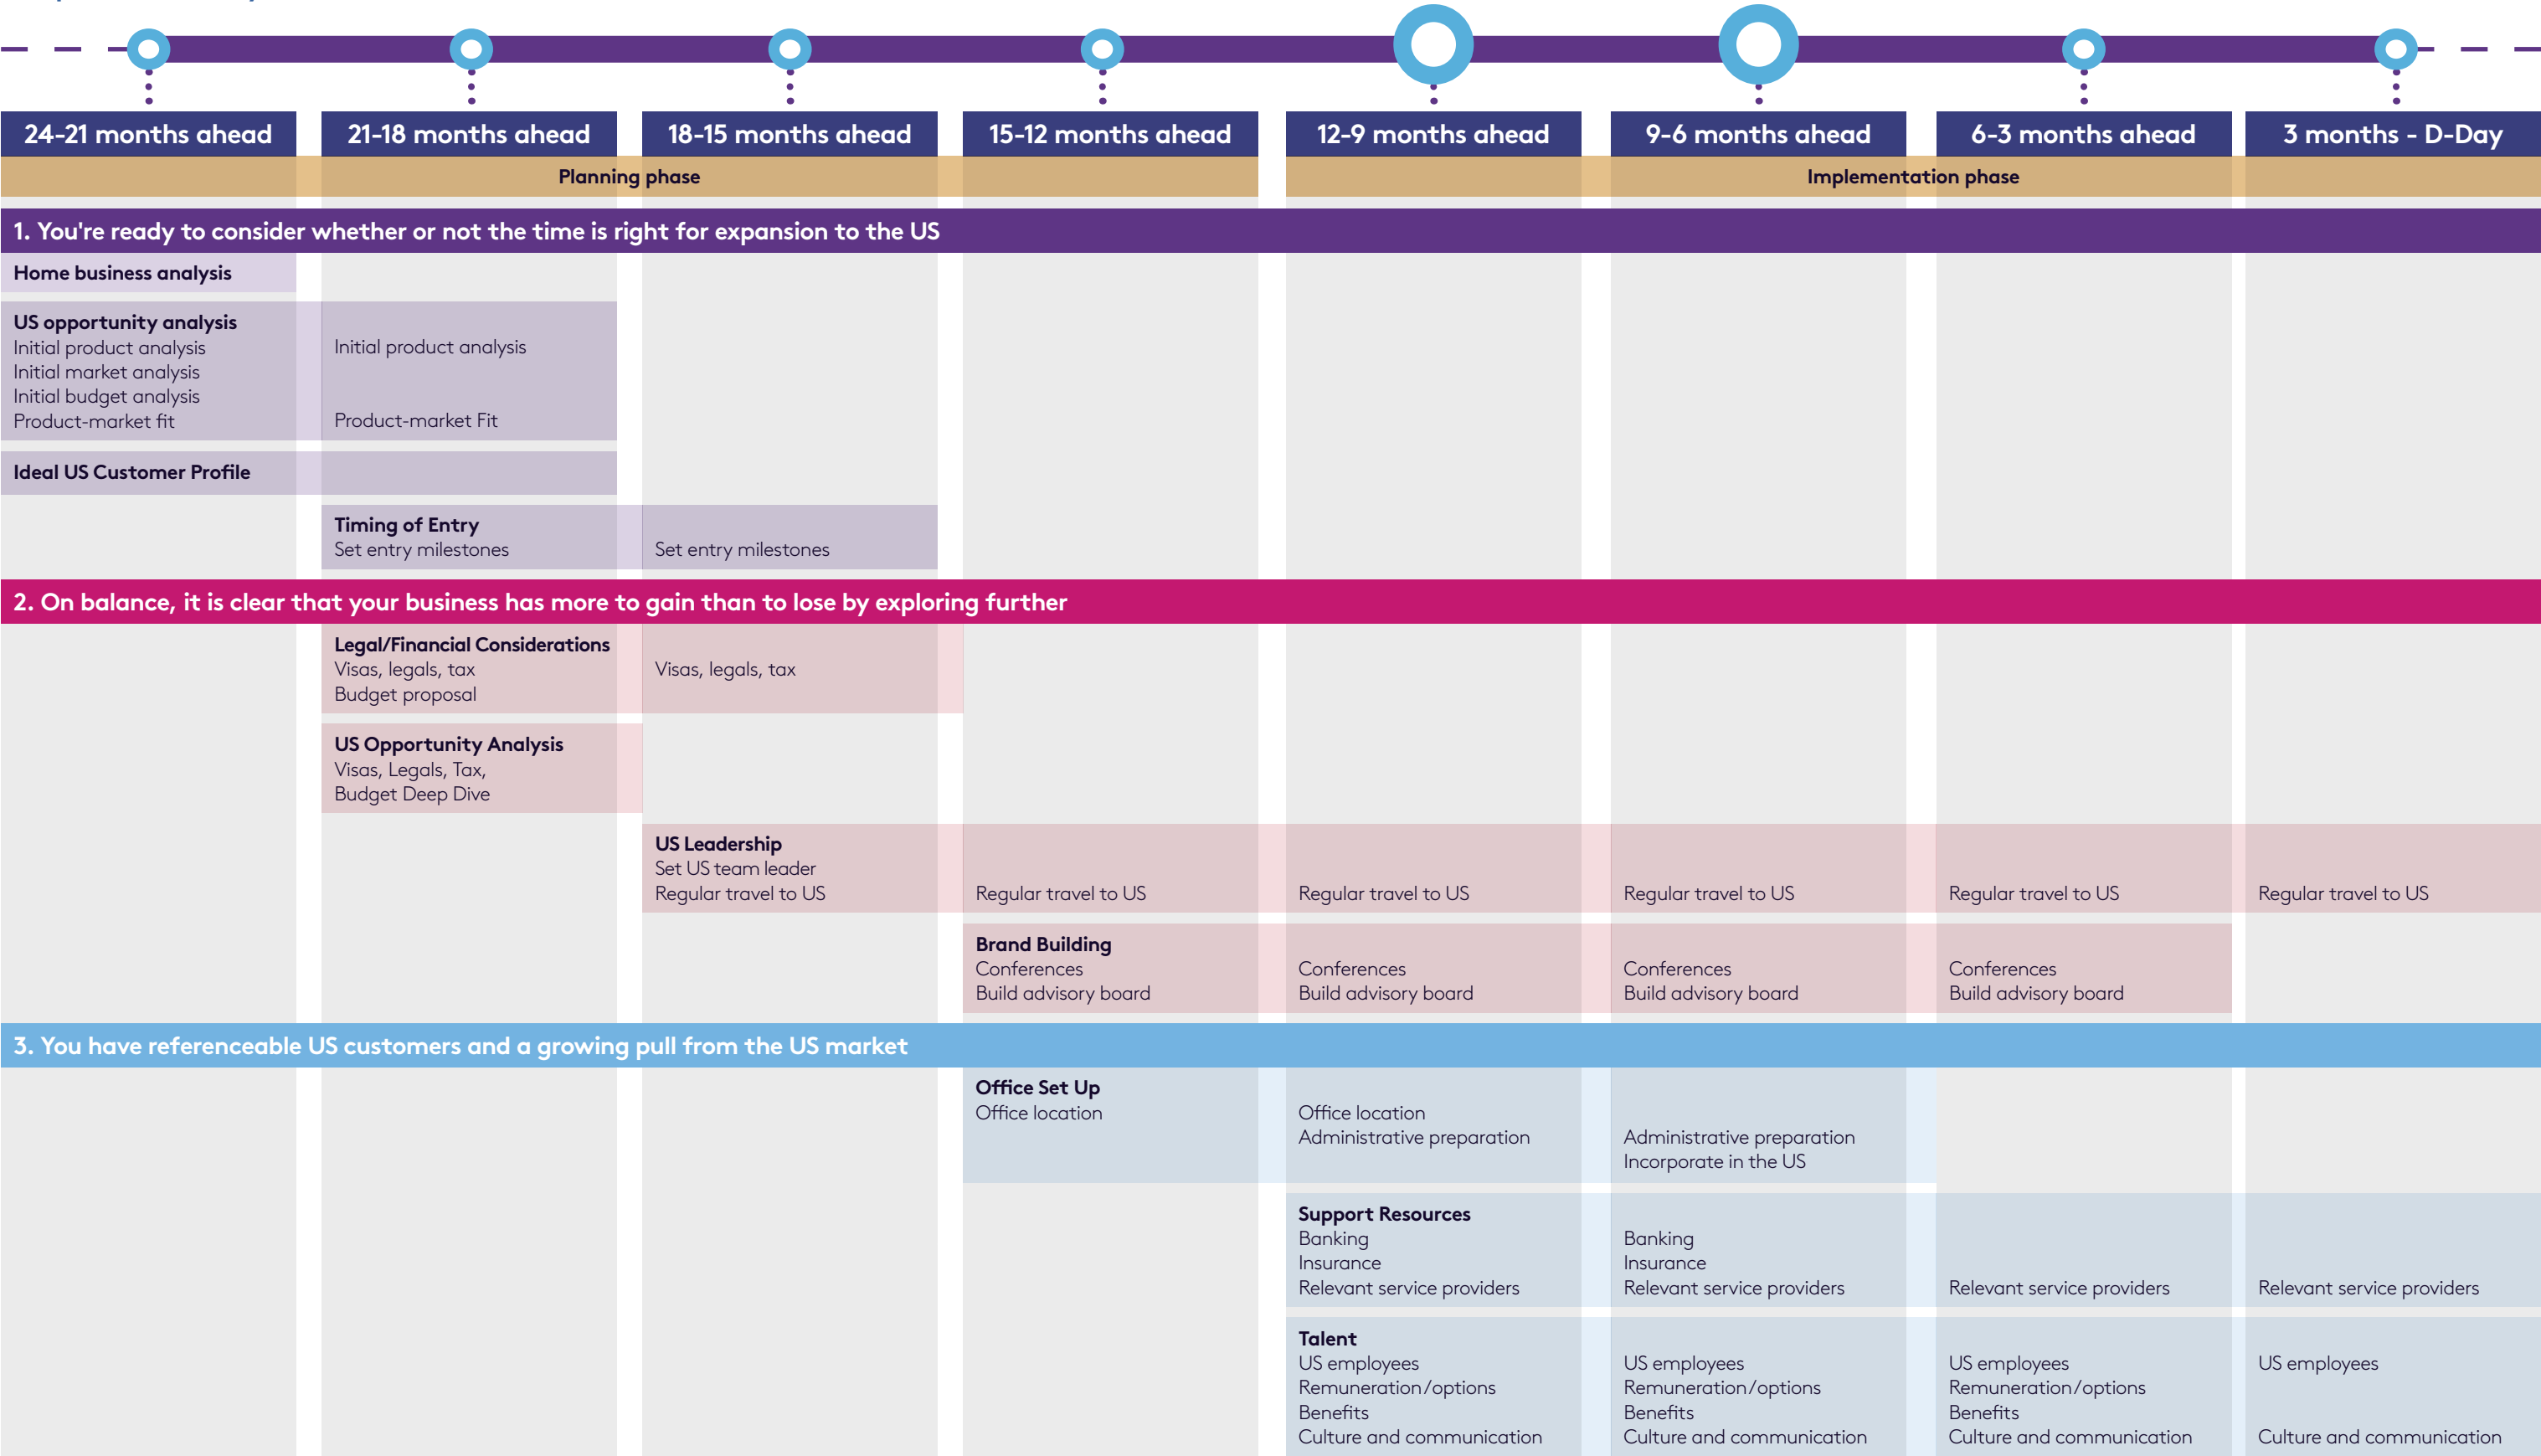 24-21 months ahead
21-18 months ahead
18-15 months ahead
15-12 months ahead
12-9 months ahead
9-6 months ahead
6-3 months ahead
3 months - D-Day
Planning phase
Implementation phase
1. You're ready to consider whether or not the time is right for expansion to the US
Home business analysis
US opportunity analysis
Initial product analysis
Initial market analysis
Initial budget analysis
Product-market fit
Initial product analysis
Product-market Fit
Ideal US Customer Profile
Timing of Entry
Set entry milestones
Set entry milestones
2. On balance, it is clear that your business has more to gain than to lose by exploring further
Legal/Financial Considerations
Visas, legals, tax
Budget proposal
Visas, legals, tax
US Opportunity Analysis
Visas, Legals, Tax,
Budget Deep Dive
US Leadership
Set US team leader
Regular travel to US
Regular travel to US
Regular travel to US
Regular travel to US
Regular travel to US
Regular travel to US
Brand Building
Conferences
Build advisory board
Conferences
Build advisory board
Conferences
Build advisory board
Conferences
Build advisory board
3. You have referenceable US customers and a growing pull from the US market
Office Set Up
Office location
Office location
Administrative preparation
Administrative preparation
Incorporate in the US
Support Resources
Banking
Insurance
Relevant service providers
Banking
Insurance
Relevant service providers
Relevant service providers
Relevant service providers
Talent
US employees
Remuneration/options
Benefits
Culture and communication
US employees
Remuneration/options
Benefits
Culture and communication
US employees
Remuneration/options
Benefits
Culture and communication
US employees
Culture and communication